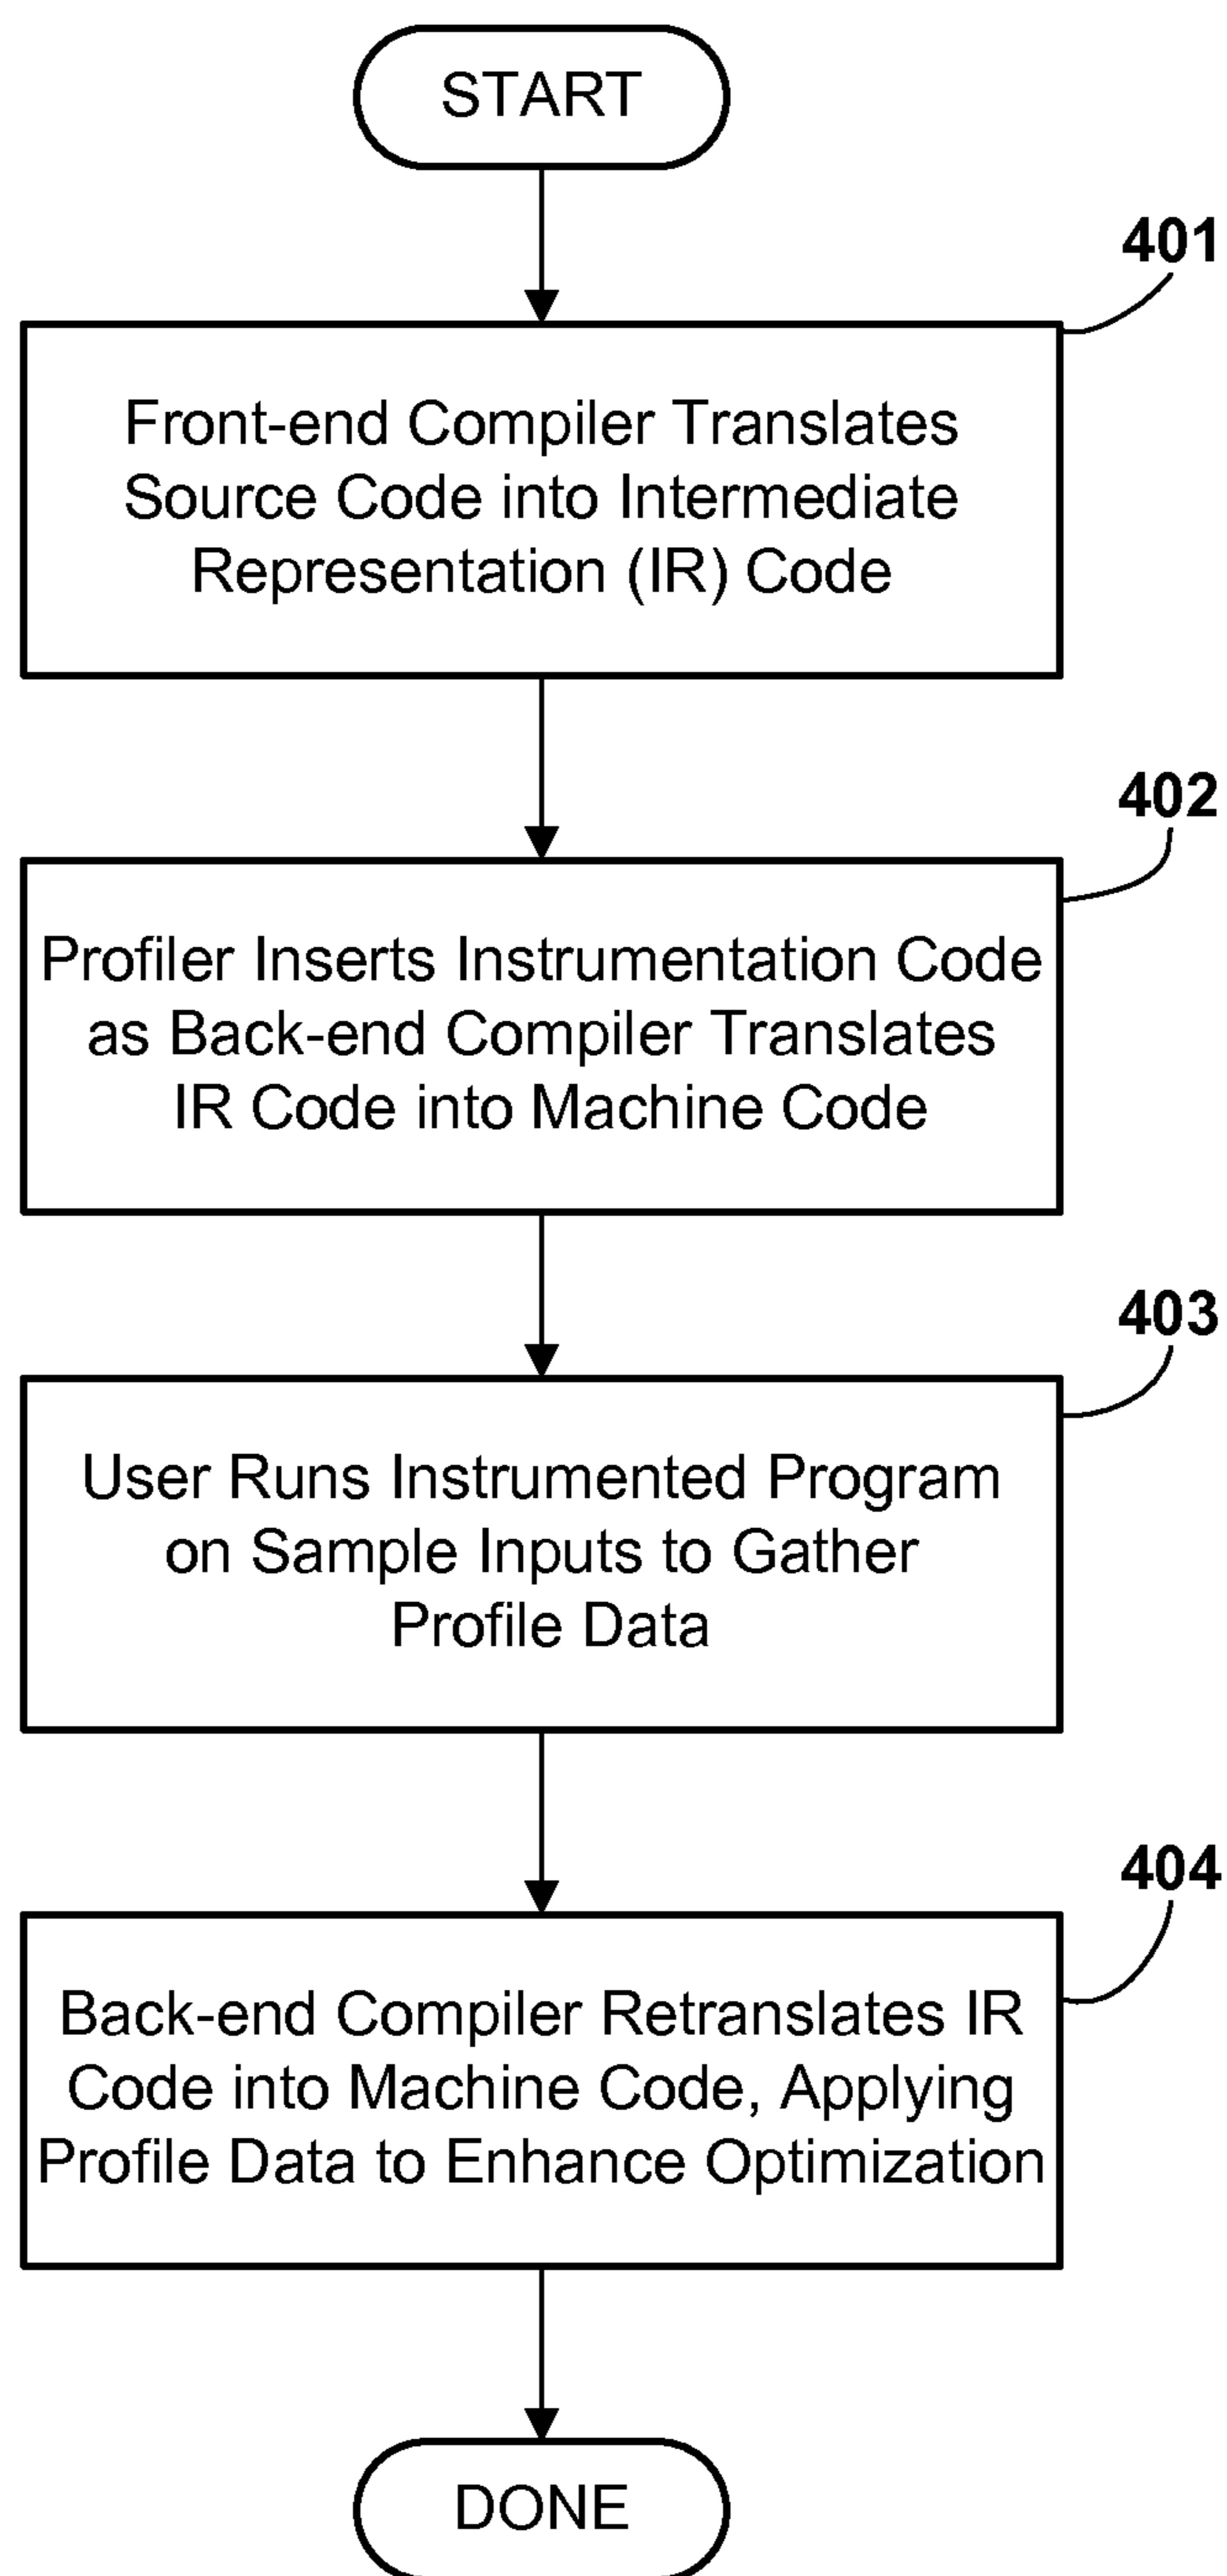 START
401
Front-end Compiler Translates
Source Code into Intermediate
Representation (IR) Code
402
Profiler Inserts Instrumentation Code
as Back-end Compiler Translates
IR Code into Machine Code
403
User Runs Instrumented Program
on Sample Inputs to Gather
Profile Data
404
Back-end Compiler Retranslates IR
Code into Machine Code, Applying
Profile Data to Enhance Optimization
DONE